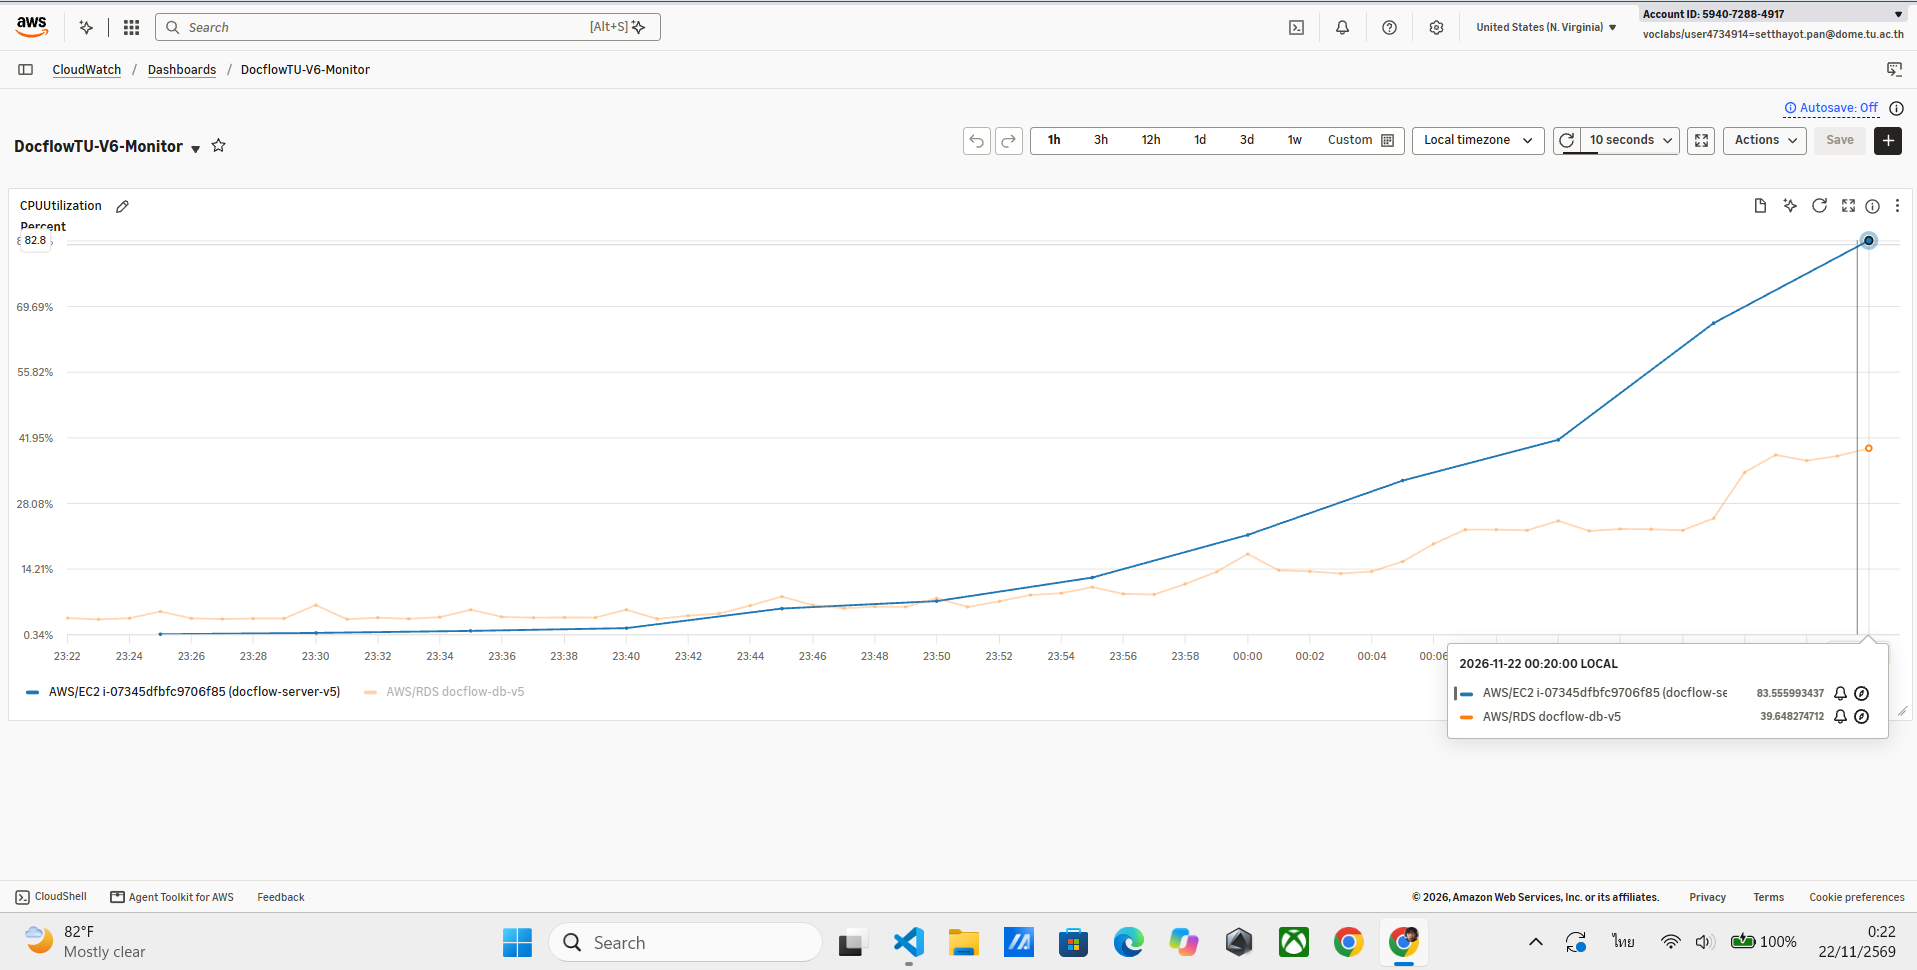 aws
Search
[Alt+S]
United States (N. Virginia)
Account ID: 5940-7288-4917
voclabs/user4734914=setthayot.pan@dome.tu.ac.th
CloudWatch / Dashboards / DocflowTU-V6-Monitor
Autosave: Off
DocflowTU-V6-Monitor
1h 3h 12h 1d 3d 1w Custom
Local timezone
10 seconds
Actions
Save
CPUUtilization
Percent
82.8
69.69%
55.82%
41.95%
28.08%
14.21%
0.34%
23:22 23:24 23:26 23:28 23:30 23:32 23:34 23:36 23:38 23:40 23:42 23:44 23:46 23:48 23:50 23:52 23:54 23:56 23:58 00:00 00:02 00:04 00:06
AWS/EC2 i-07345dfbfc9706f85 (docflow-server-v5) AWS/RDS docflow-db-v5
2026-11-22 00:20:00 LOCAL
AWS/EC2 i-07345dfbfc9706f85 (docflow-se 83.555993437
AWS/RDS docflow-db-v5 39.648274712
CloudShell Agent Toolkit for AWS Feedback
© 2026, Amazon Web Services, Inc. or its affiliates. Privacy Terms Cookie preferences
82°F
Mostly clear
Search
ไทย
100%
0:22
22/11/2569